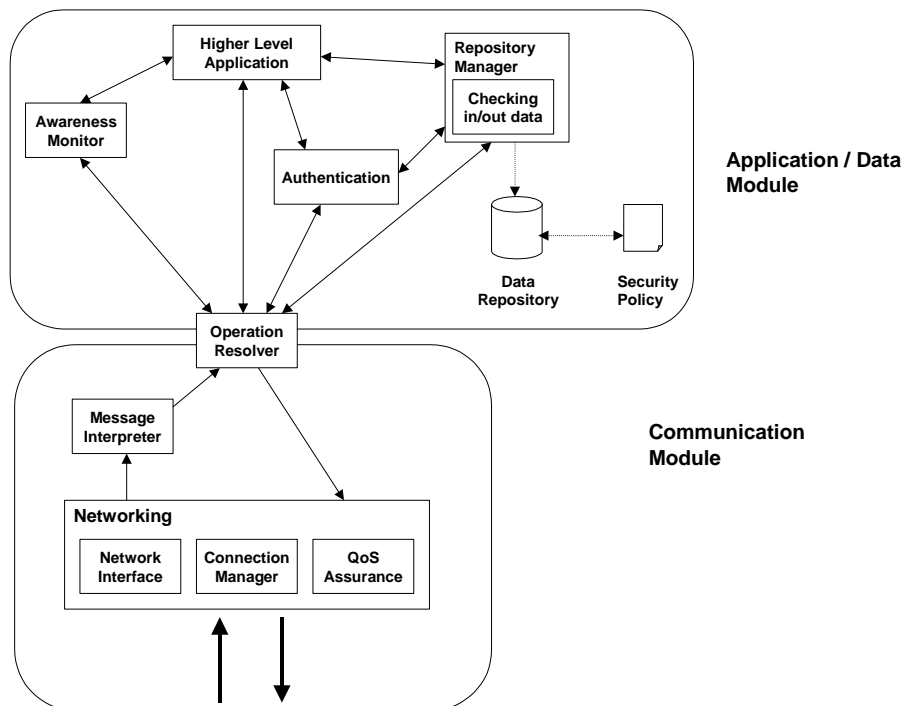 Higher Level
Application
Repository
Manager
Checking
in/out data
Awareness
Monitor
Authentication
Application / Data
Module
Data
Repository
Security
Policy
Operation
Resolver
Message
Interpreter
Communication
Module
Networking
Network
Interface
Connection
Manager
QoS
Assurance